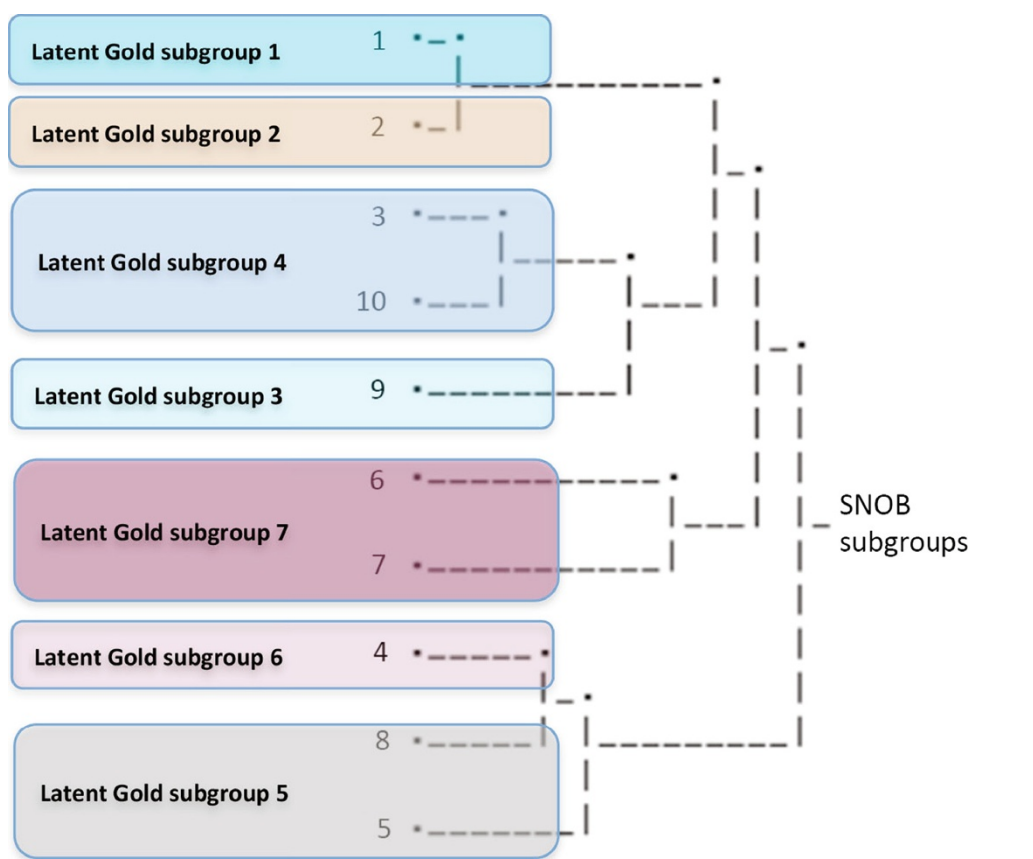 Latent Gold subgroup 1 1
Latent Gold subgroup 2 2
3
Latent Gold subgroup 4
10
Latent Gold subgroup 3 9
6
Latent Gold subgroup 7
7
SNOB
subgroups
Latent Gold subgroup 6 4
8
Latent Gold subgroup 5
5